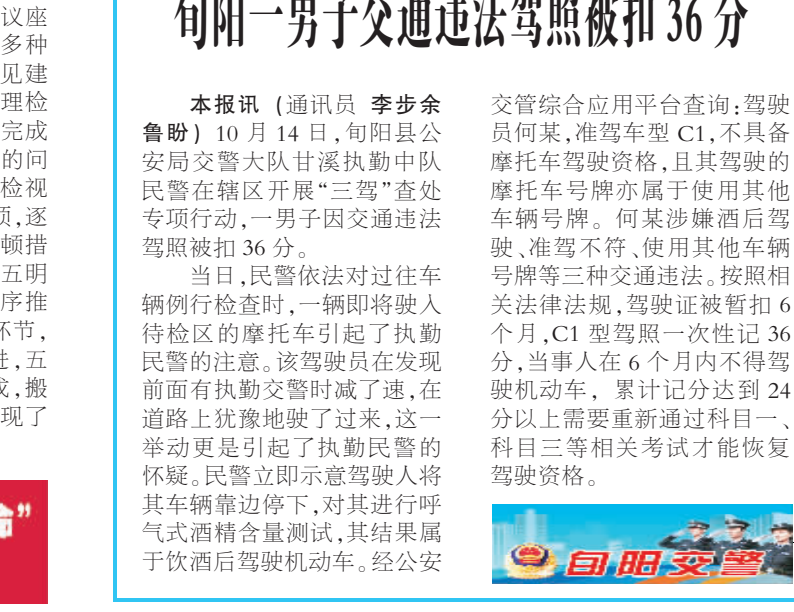 议座
多种
见建
理检
完成
的问
检视
逐
顿措
五明
序推
环节,
进,五
搬
现了
旬阳一男子交通违法驾照被扣 36 分
本报讯 (通讯员 李步余
鲁盼) 10 月 14 日,旬阳县公
安局交警大队甘溪执勤中队
民警在辖区开展“三驾”查处
专项行动,一男子因交通违法
驾照被扣 36 分。
当日,民警依法对过往车
辆例行检查时,一辆即将驶入
待检区的摩托车引起了执勤
民警的注意。该驾驶员在发现
前面有执勤交警时减了速,在
道路上犹豫地驶了过来,这一
举动更是引起了执勤民警的
怀疑。民警立即示意驾驶人将
其车辆靠边停下,对其进行呼
气式酒精含量测试,其结果属
于饮酒后驾驶机动车。经公安
交管综合应用平台查询:驾驶
员何某,准驾车型 C1,不具备
摩托车驾驶资格,且其驾驶的
摩托车号牌亦属于使用其他
车辆号牌。何某涉嫌酒后驾
驶、准驾不符、使用其他车辆
号牌等三种交通违法。按照相
关法律法规,驾驶证被暂扣 6
个月,C1 型驾照一次性记 36
分,当事人在 6 个月内不得驾
驶机动车, 累计记分达到 24
分以上需要重新通过科目一、
科目三等相关考试才能恢复
驾驶资格。
旬阳交警